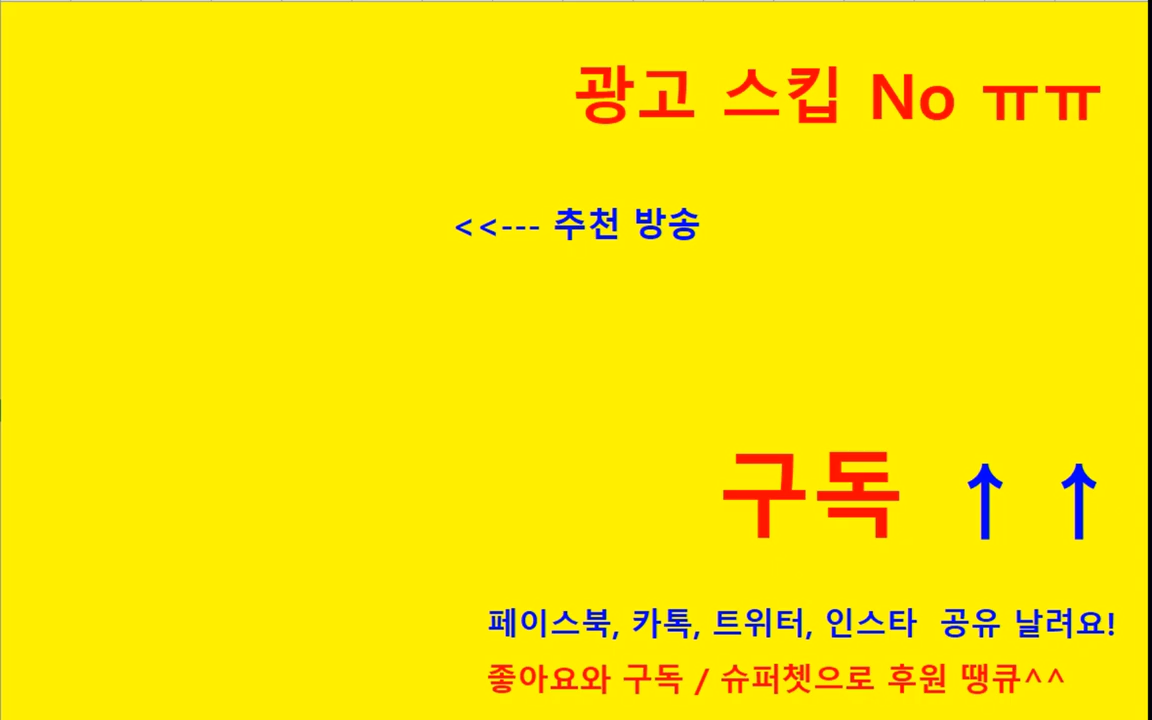 광고 스킵 No ㅠㅠ
<<--- 추천 방송
구독 ↑ ↑
페이스북, 카톡, 트위터, 인스타 공유 날려요!
좋아요와 구독 / 슈퍼쳇으로 후원 땡큐^^